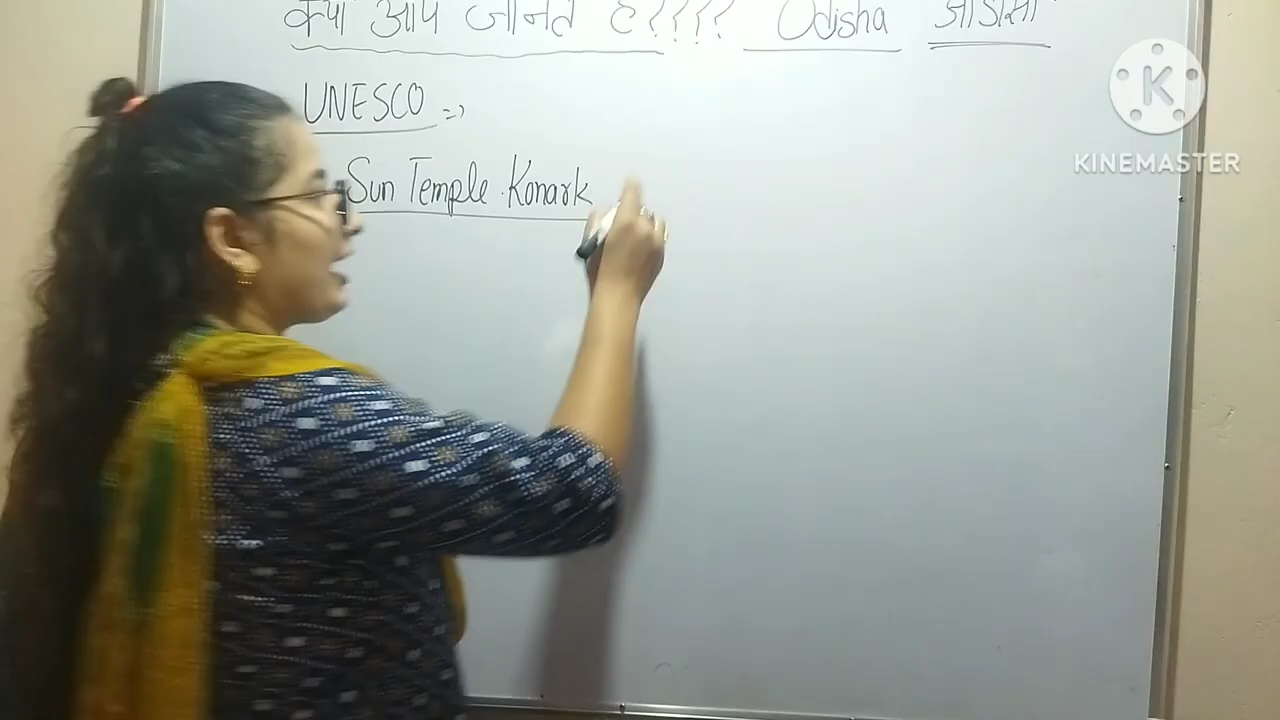 क्या आप जानते है???? Odisha ओडिसा
UNESCO =>
Sun Temple Konark
K
KINEMASTER